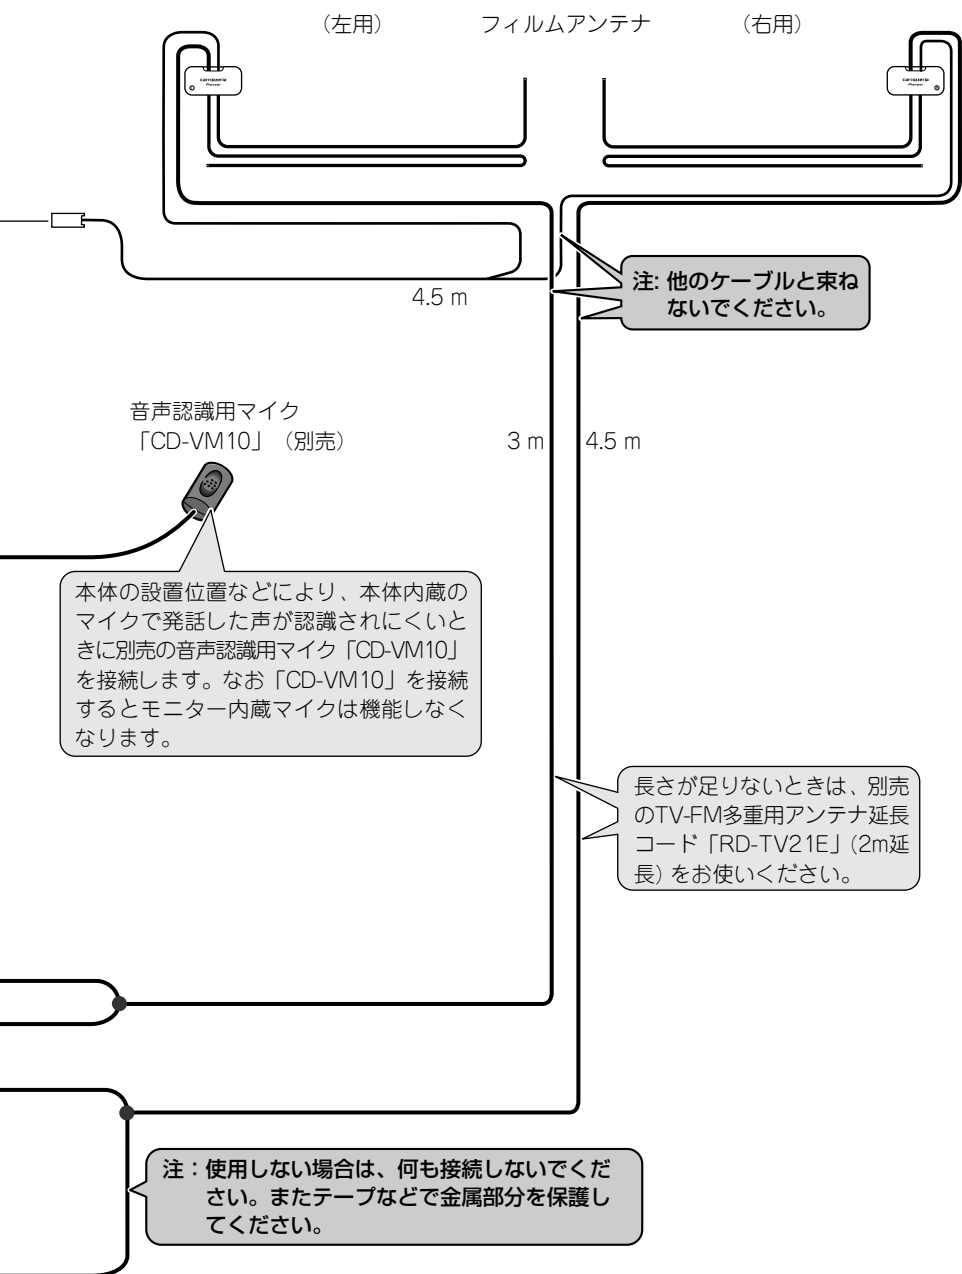 （左用） フィルムアンテナ （右用）
carrozzeria
Pioneer
carrozzeria
Pioneer
注: 他のケーブルと束ね
ないでください。
4.5 m
音声認識用マイク
「CD-VM10」（別売）
3 m
4.5 m
本体の設置位置などにより、本体内蔵の
マイクで発話した声が認識されにくいと
きに別売の音声認識用マイク「CD-VM10」
を接続します。なお「CD-VM10」を接続
するとモニター内蔵マイクは機能しなく
なります。
長さが足りないときは、別売
のTV-FM多重用アンテナ延長
コード「RD-TV21E」（2m延
長）をお使いください。
注：使用しない場合は、何も接続しないでくだ
さい。またテープなどで金属部分を保護し
てください。